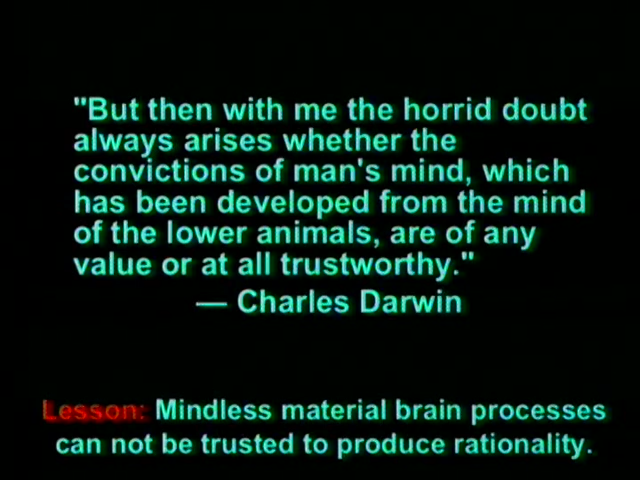 "But then with me the horrid doubt
always arises whether the
convictions of man's mind, which
has been developed from the mind
of the lower animals, are of any
value or at all trustworthy."
— Charles Darwin
Lesson: Mindless material brain processes
can not be trusted to produce rationality.